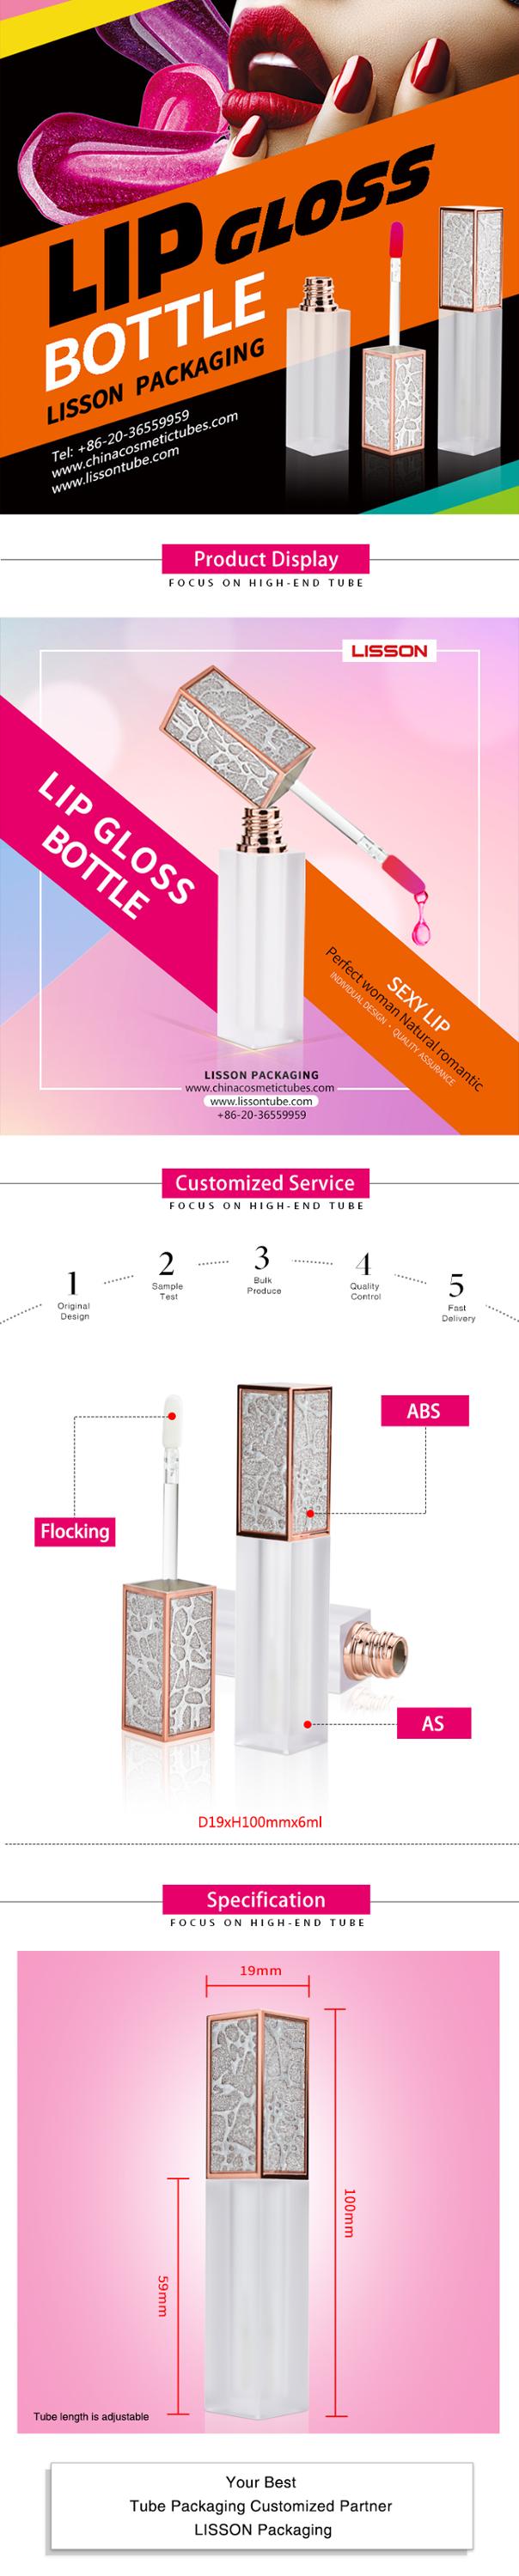 LIP GLOSS
BOTTLE
LISSON PACKAGING
Tel: +86-20-36559959
www.chinacosmetictubes.com
www.lissontube.com
Product Display
FOCUS ON HIGH-END TUBE
LISSON
LIP GLOSS
BOTTLE
SEXY LIP
Perfect woman Natural romantic
INDIVIDUAL DESIGN · QUALITY ASSURANCE
LISSON PACKAGING
www.chinacosmetictubes.com
www.lissontube.com
+86-20-36559959
Customized Service
FOCUS ON HIGH-END TUBE
1
Original
Design
2
Sample
Test
3
Bulk
Produce
4
Quality
Control
5
Fast
Delivery
ABS
Flocking
AS
D19xH100mmx6ml
Specification
FOCUS ON HIGH-END TUBE
19mm
100mm
59mm
Tube length is adjustable
Your Best
Tube Packaging Customized Partner
LISSON Packaging